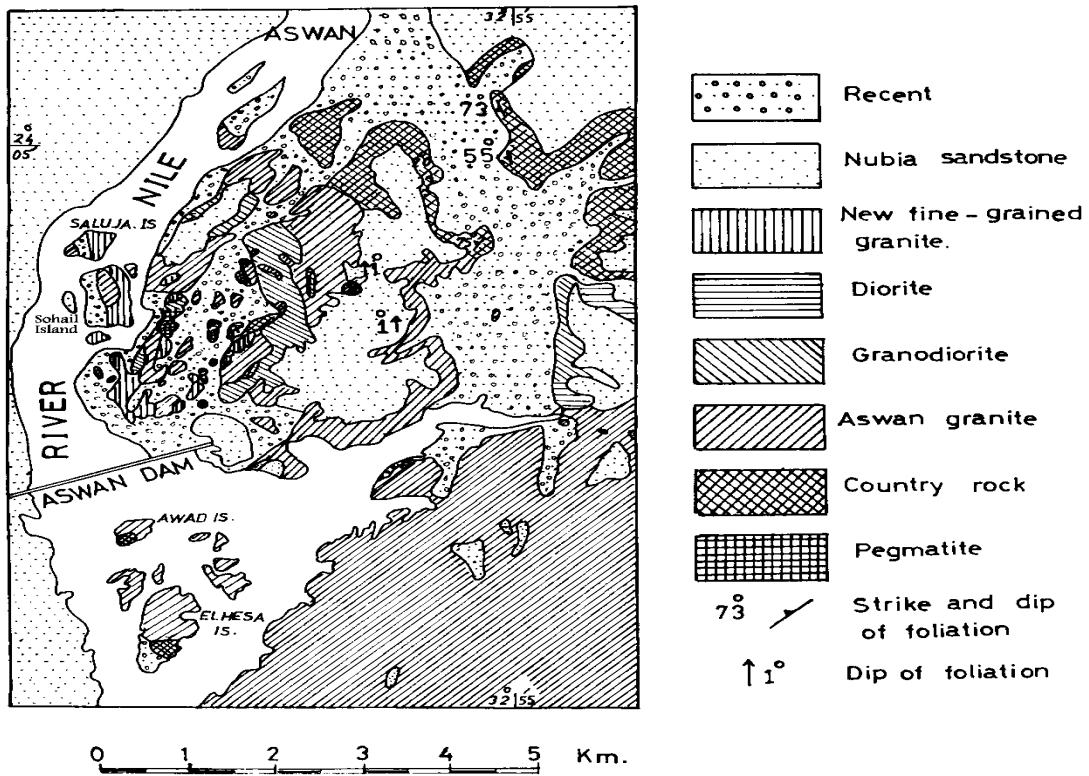 32° 55'
ASWAN
Recent
73°
24° 05'
55°
Nubia sandstone
NILE
New fine-grained
granite.
SALUJA. IS
1°
Diorite
Sohail
Island
1°
Granodiorite
RIVER
Aswan granite
ASWAN DAM
Country rock
AWAD IS.
Pegmatite
73°
Strike and dip
of foliation
ELHESA
IS.
1°
Dip of foliation
32° 55'
0 1 2 3 4 5 Km.